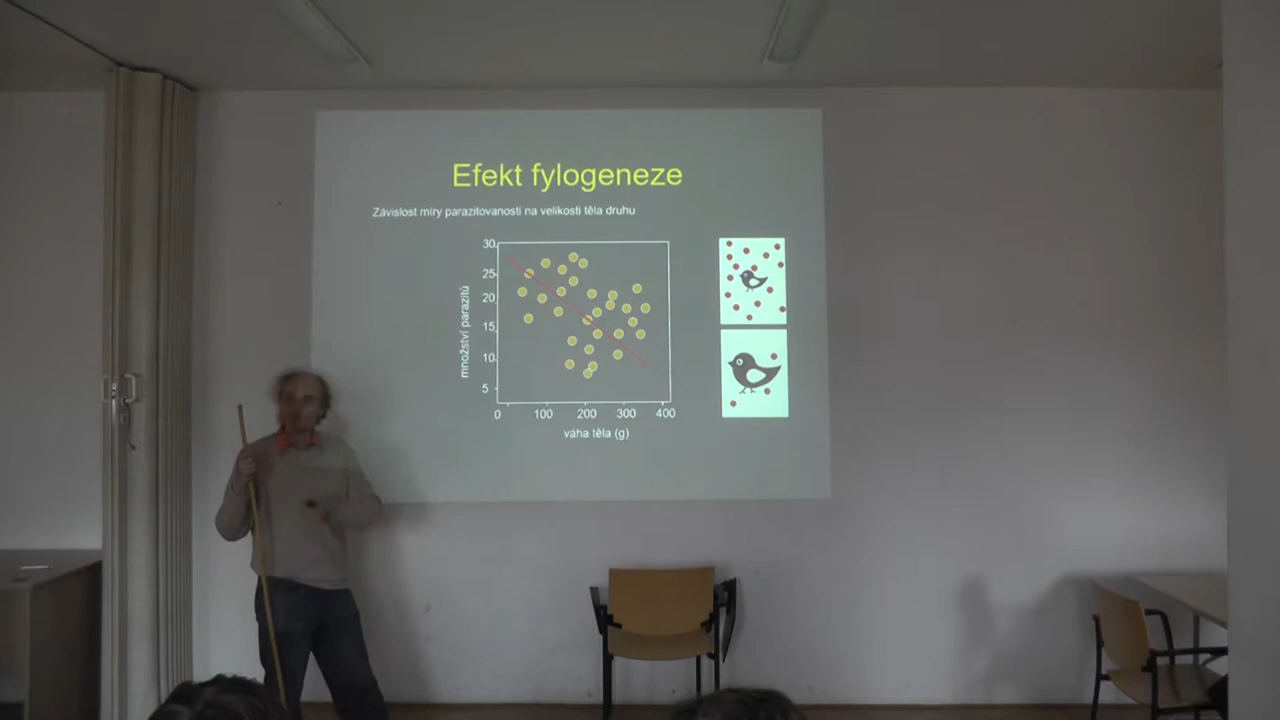 Efekt fylogeneze
Závislost míry parazitovanosti na velikosti těla druhu
množství parazitů
30
25
20
15
10
5
0 100 200 300 400
váha těla (g)